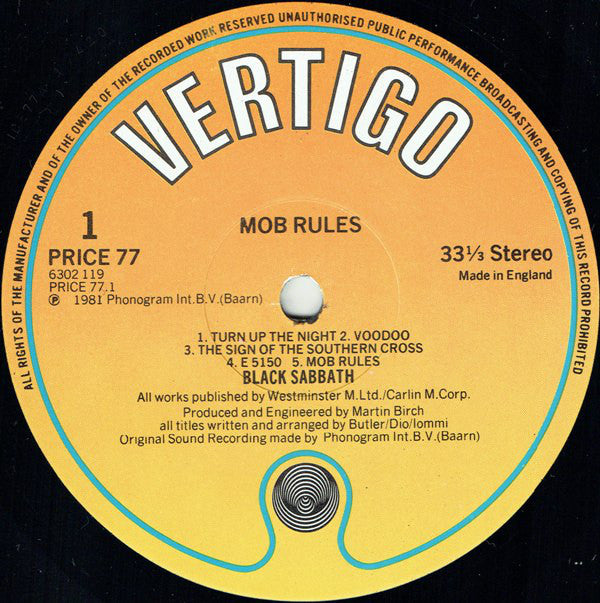 ALL RIGHTS OF THE MANUFACTURER AND OF THE OWNER OF THE RECORDED WORK RESERVED UNAUTHORISED PUBLIC PERFORMANCE BROADCASTING AND COPYING OF THIS RECORD PROHIBITED
VERTIGO
MOB RULES
1
PRICE 77
6302 119
PRICE 77.1
℗ 1981 Phonogram Int.B.V.(Baarn)
33⅓ Stereo
Made in England
1. TURN UP THE NIGHT 2. VOODOO
3. THE SIGN OF THE SOUTHERN CROSS
4. E 5150 5. MOB RULES
BLACK SABBATH
All works published by Westminster M.Ltd./Carlin M.Corp.
Produced and Engineered by Martin Birch
all titles written and arranged by Butler/Dio/Iommi
Original Sound Recording made by Phonogram Int.B.V.(Baarn)